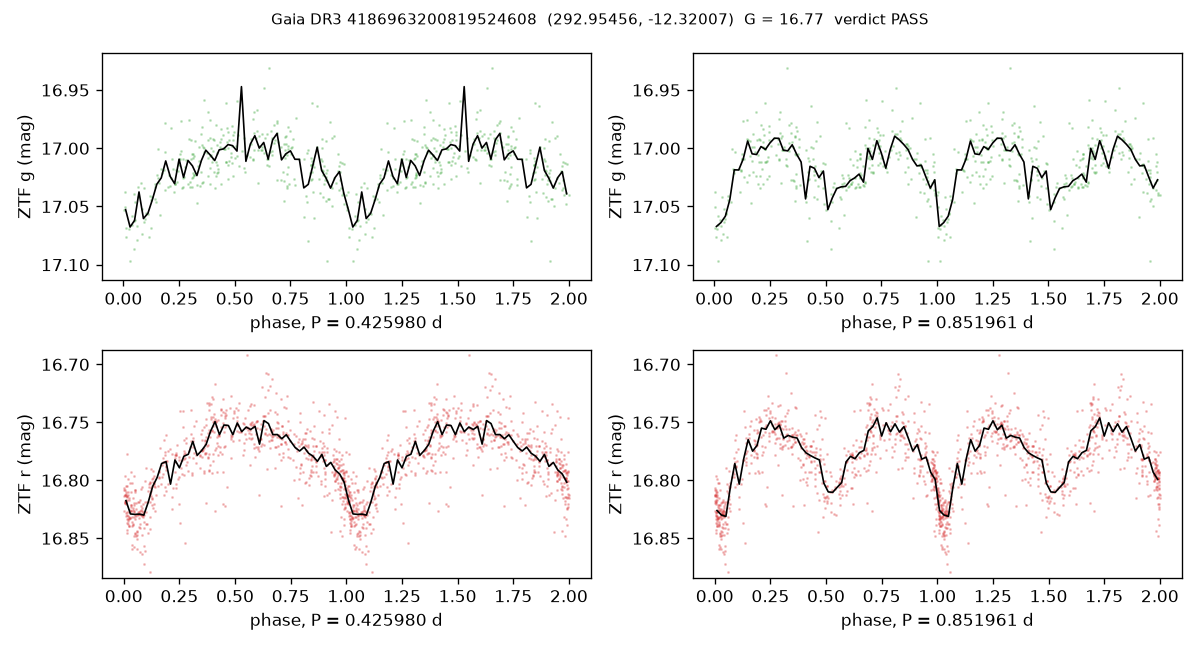 Gaia DR3 4186963200819524608  (292.95456, -12.32007)  G = 16.77  verdict PASS
ZTF g (mag)
16.95
17.00
17.05
17.10
0.00 0.25 0.50 0.75 1.00 1.25 1.50 1.75 2.00
phase, P = 0.425980 d
ZTF g (mag)
16.95
17.00
17.05
17.10
0.00 0.25 0.50 0.75 1.00 1.25 1.50 1.75 2.00
phase, P = 0.851961 d
ZTF r (mag)
16.70
16.75
16.80
16.85
0.00 0.25 0.50 0.75 1.00 1.25 1.50 1.75 2.00
phase, P = 0.425980 d
ZTF r (mag)
16.70
16.75
16.80
16.85
0.00 0.25 0.50 0.75 1.00 1.25 1.50 1.75 2.00
phase, P = 0.851961 d